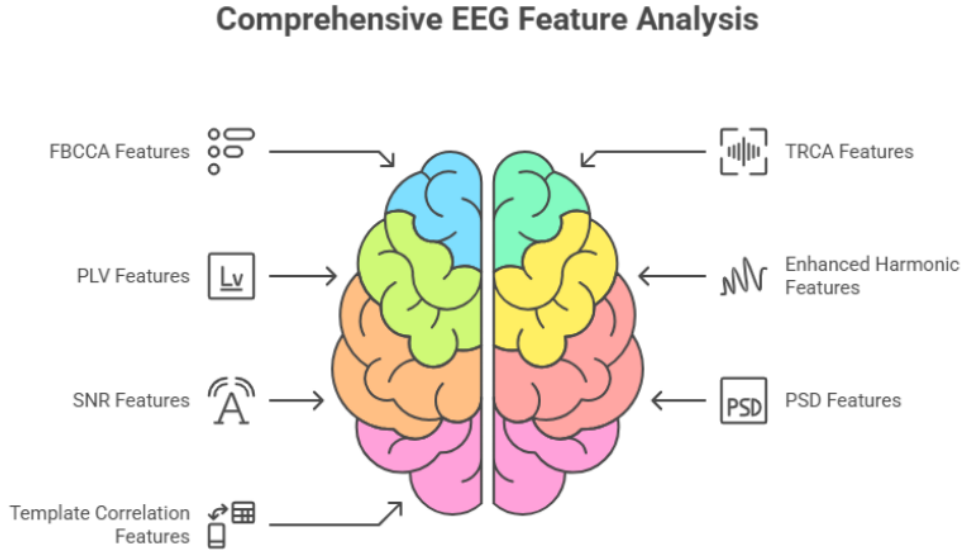 Comprehensive EEG Feature Analysis
FBCCA Features
TRCA Features
PLV Features
Lv
Enhanced Harmonic
Features
SNR Features
A
PSD
PSD Features
Template Correlation
Features